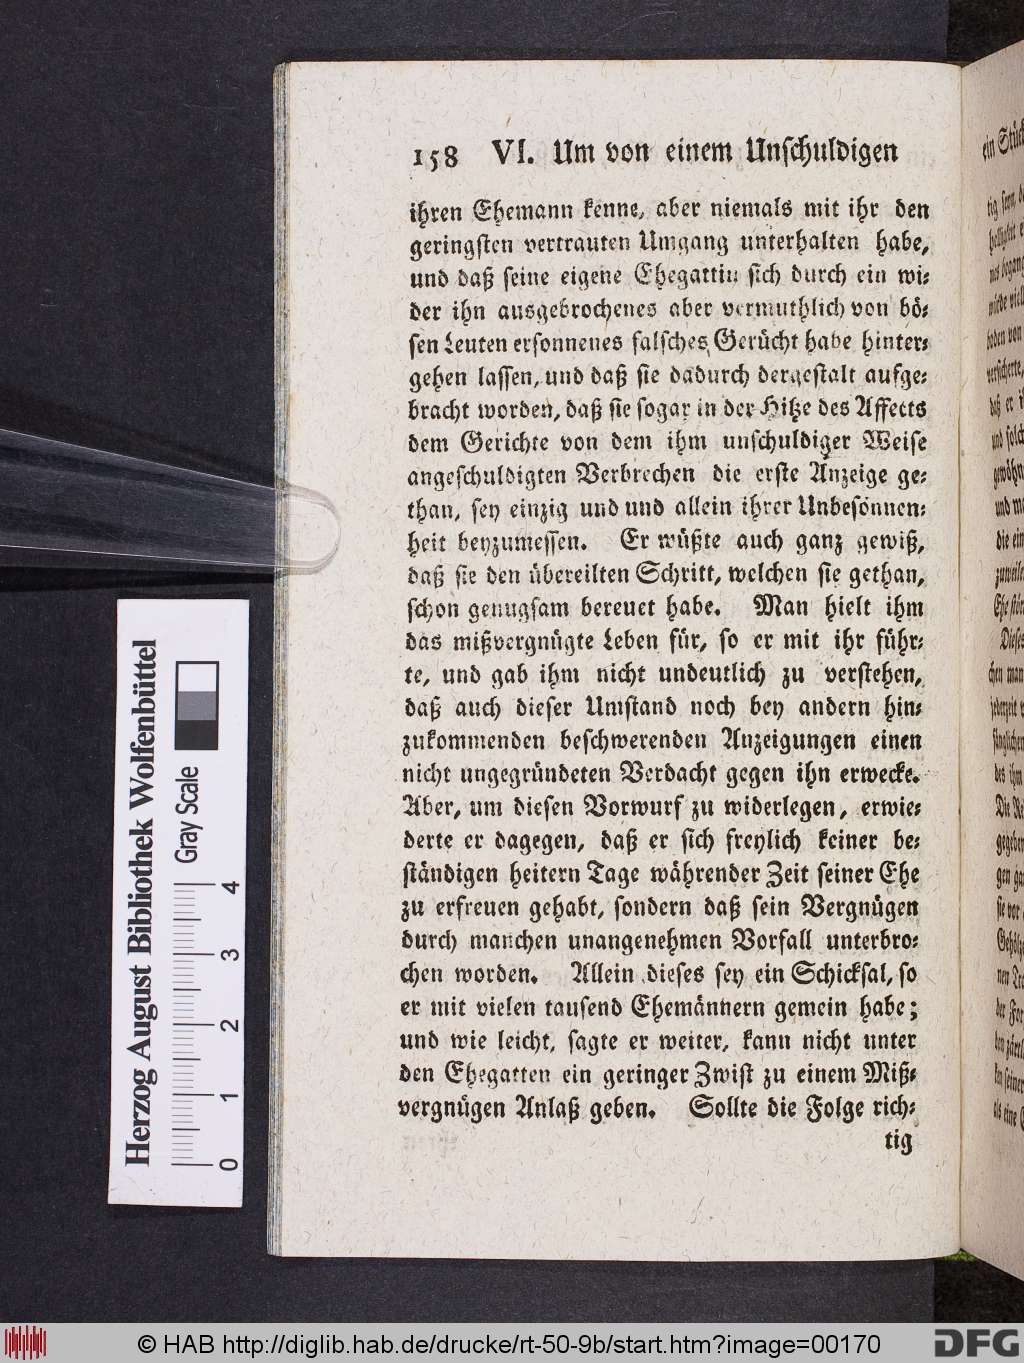 158 VI. Um von einem Unschuldigen
ihren Ehemann kenne, aber niemals mit ihr den
geringsten vertrauten Umgang unterhalten habe,
und daß seine eigene Ehegattin sich durch ein wi-
der ihn ausgebrochenes aber vermuthlich von bö-
sen Leuten ersonnenes falsches Gerücht habe hinter-
gehen lassen, und daß sie dadurch dergestalt aufge-
bracht worden, daß sie sogar in der Hitze des Affects
dem Gerichte von dem ihm unschuldiger Weise
angeschuldigten Verbrechen die erste Anzeige ge-
than, sey einzig und und allein ihrer Unbesonnen-
heit beyzumessen. Er wüßte auch ganz gewiß,
daß sie den übereilten Schritt, welchen sie gethan,
schon genugsam bereuet habe. Man hielt ihm
das mißvergnügte Leben für, so er mit ihr führ-
te, und gab ihm nicht undeutlich zu verstehen,
daß auch dieser Umstand noch bey andern hin-
zukommenden beschwerenden Anzeigungen einen
nicht ungegründeten Verdacht gegen ihn erwecke.
Aber, um diesen Vorwurf zu widerlegen, erwie-
derte er dagegen, daß er sich freylich keiner be-
ständigen heitern Tage währender Zeit seiner Ehe
zu erfreuen gehabt, sondern daß sein Vergnügen
durch manchen unangenehmen Vorfall unterbro-
chen worden. Allein dieses sey ein Schicksal, so
er mit vielen tausend Ehemännern gemein habe;
und wie leicht, sagte er weiter, kann nicht unter
den Ehegatten ein geringer Zwist zu einem Miß-
vergnügen Anlaß geben. Sollte die Folge rich-
tig
ein Stück
Herzog August Bibliothek Wolfenbüttel
Gray Scale
0 1 2 3 4
© HAB http://diglib.hab.de/drucke/rt-50-9b/start.htm?image=00170
DFG